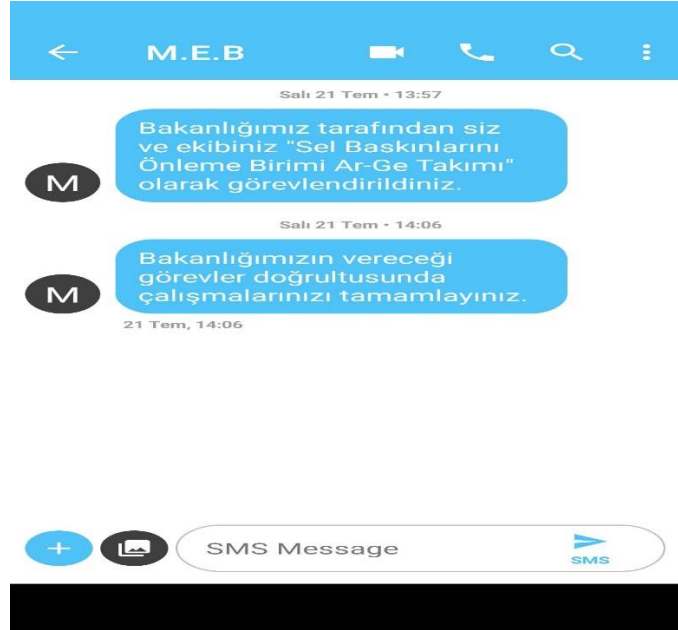 M.E.B
Salı 21 Tem • 13:57
Bakanlığımız tarafından siz
ve ekibiniz "Sel Baskınlarını
Önleme Birimi Ar-Ge Takımı"
olarak görevlendirildiniz.
M
Salı 21 Tem • 14:06
Bakanlığımızın vereceği
görevler doğrultusunda
çalışmalarınızı tamamlayınız.
M
21 Tem, 14:06
SMS Message
SMS